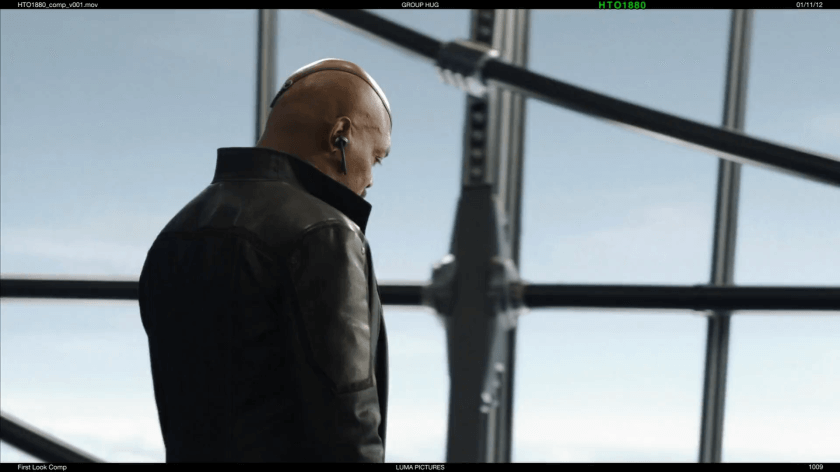 HTO1880_comp_v001.mov
GROUP HUG
HTO1880
01/11/12
First Look Comp
LUMA PICTURES
1009